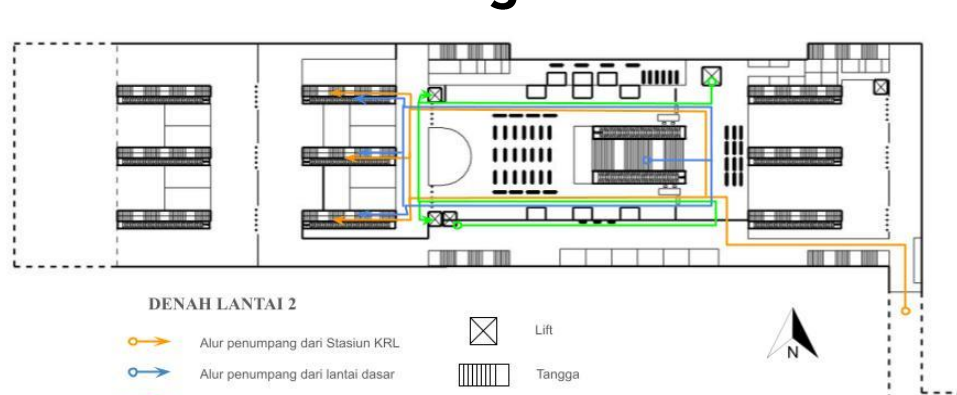 DENAH LANTAI 2
Alur penumpang dari Stasiun KRL
Alur penumpang dari lantai dasar
Lift
Tangga
N